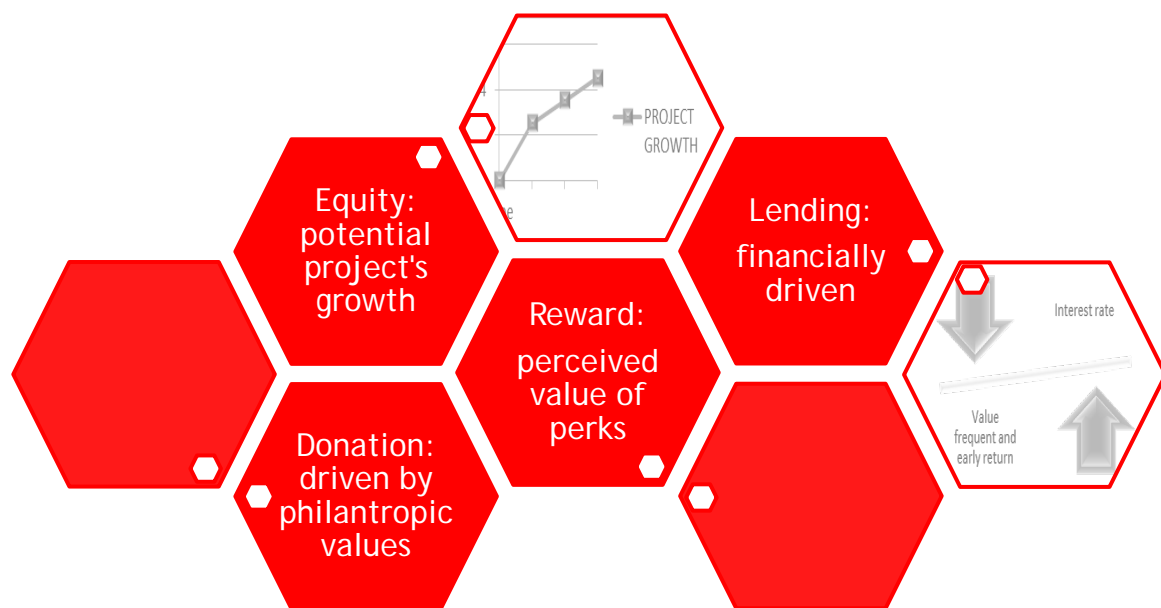 4
PROJECT
GROWTH
Equity:
potential
project's
growth
Lending:
financially
driven
Reward:
perceived
value of
perks
Interest rate
Value
frequent and
early return
Donation:
driven by
philantropic
values